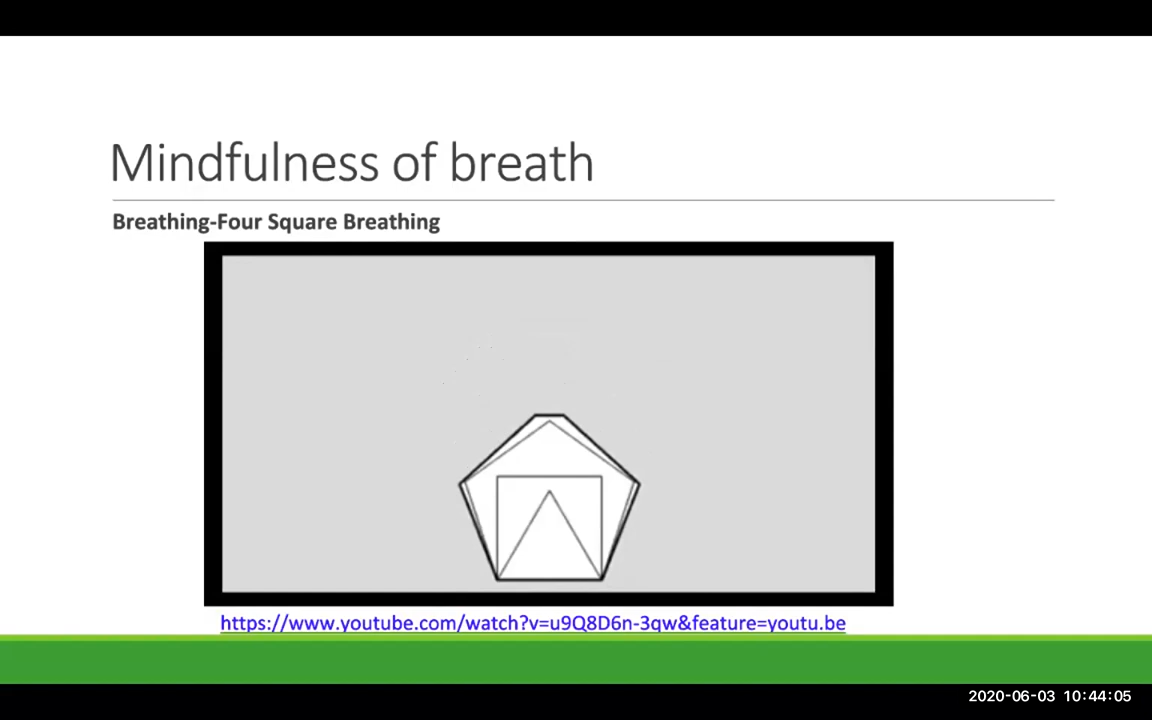 Mindfulness of breath
Breathing-Four Square Breathing
https://www.youtube.com/watch?v=u9Q8D6n-3qw&feature=youtu.be
2020-06-03 10:44:05